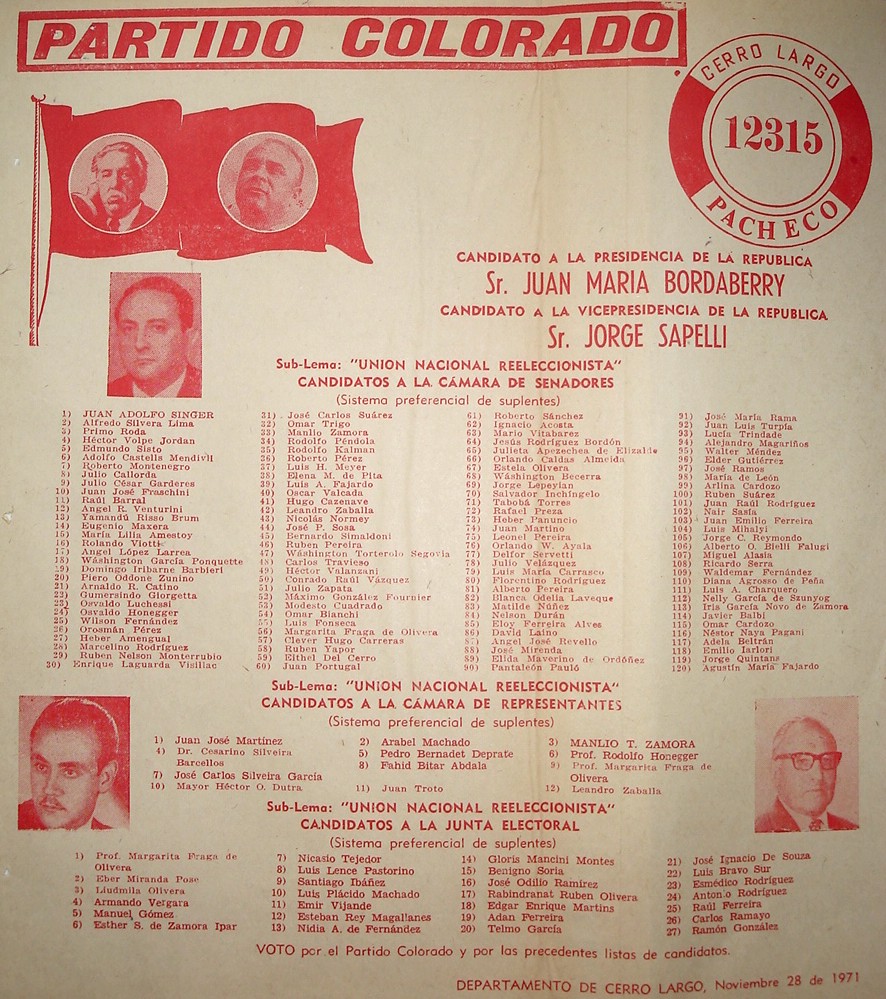 PARTIDO COLORADO
CERRO LARGO
12315
PACHECO
CANDIDATO A LA PRESIDENCIA DE LA REPUBLICA
Sr. JUAN MARIA BORDABERRY
CANDIDATO A LA VICEPRESIDENCIA DE LA REPUBLICA
Sr. JORGE SAPELLI
Sub-Lema: "UNION NACIONAL REELECCIONISTA"
CANDIDATOS A LA CÁMARA DE SENADORES
(Sistema preferencial de suplentes)
1) JUAN ADOLFO SINGER
2) Alfredo Silvera Lima
3) Primo Roda
4) Héctor Volpe Jordan
5) Edmundo Sisto
6) Adolfo Castells Mendivil
7) Roberto Montenegro
8) Julio Callorda
9) Julio César Garderes
10) Juan José Fraschini
11) Raúl Barral
12) Angel R. Venturini
13) Yamandú Risso Brum
14) Eugenio Maxera
15) María Lilia Amestoy
16) Rolando Viotti
17) Angel López Larrea
18) Wáshington García Ponquette
19) Domingo Iribarne Barbieri
20) Piero Oddone Zunino
21) Arnaldo R. Catino
22) Gumersindo Giorgetta
23) Osvaldo Luchessi
24) Osvaldo Honegger
25) Wilson Fernández
26) Orosmán Pérez
27) Heber Amengual
28) Marcelino Rodríguez
29) Ruben Nelson Monterrubio
30) Enrique Laguarda Visillac
31) José Carlos Suárez
32) Omar Trigo
33) Manlio Zamora
34) Rodolfo Péndola
35) Rodolfo Kalman
36) Roberto Pérez
37) Luis H. Meyer
38) Elena M. de Pita
39) Luis A. Fajardo
40) Oscar Valcada
41) Hugo Cazenave
42) Leandro Zaballa
43) Nicolás Normey
44) José P. Sosa
45) Bernardo Simaldoni
46) Ruben Pereira
47) Wáshington Torterolo Segovia
48) Carlos Travieso
49) Héctor Valanzani
50) Conrado Raúl Vázquez
51) Julio Zapata
52) Máximo González Fournier
53) Modesto Cuadrado
54) Omar Bianchi
55) Luis Fonseca
56) Margarita Fraga de Olivera
57) Clever Hugo Carreras
58) Ruben Yapor
59) Elthel Del Cerro
60) Juan Portugal
61) Roberto Sánchez
62) Ignacio Acosta
63) Mario Vitabarez
64) Jesús Rodríguez Bordón
65) Julieta Apezechea de Elizalde
66) Orlando Caldas Almeida
67) Estela Olivera
68) Wáshington Becerra
69) Jorge Lepeyian
70) Salvador Inchíngelo
71) Tabobá Torres
72) Rafael Preza
73) Heber Panuncio
74) Juan Martino
75) Leonel Pereira
76) Orlando W. Ayala
77) Delfor Servetti
78) Julio Velázquez
79) Luis María Carrasco
80) Florentino Rodríguez
81) Alberto Pereira
82) Blanca Odella Laveque
83) Matilde Núñez
84) Nelson Durán
85) Eloy Ferreira Alves
86) David Laino
87) Angel José Revello
88) José Mirenda
89) Elida Maverino de Ordóñez
90) Pantaleón Pauló
91) José María Rama
92) Juan Luis Turpía
93) Lucía Trindade
94) Alejandro Magariños
95) Walter Méndez
96) Elder Gutiérrez
97) José Ramos
98) María de León
99) Arlina Cardozo
100) Ruben Suárez
101) Juan Raúl Rodríguez
102) Nair Sasía
103) Juan Emilio Ferreira
104) Luis Mihalyi
105) Jorge C. Reymondo
106) Alberto O. Bielli Falugi
107) Miguel Alasia
108) Ricardo Serra
109) Waldemar Fernández
110) Diana Agrosso de Peña
111) Luis A. Charquero
112) Nelly García de Szunyog
113) Iris García Novo de Zamora
114) Javier Balbi
115) Omar Cardozo
116) Néstor Naya Pagani
117) Adela Beltrán
118) Emilio Iarlori
119) Jorge Quintans
120) Agustín María Fajardo
Sub-Lema: "UNION NACIONAL REELECCIONISTA"
CANDIDATOS A LA CÁMARA DE REPRESENTANTES
(Sistema preferencial de suplentes)
1) Juan José Martínez
2) Arabel Machado
3) MANLIO T. ZAMORA
4) Dr. Cesarino Silveira
Barcellos
5) Pedro Bernadet Deprate
6) Prof. Rodolfo Honegger
7) José Carlos Silveira García
8) Fahid Bitar Abdala
9) Prof. Margarita Fraga de
Olivera
10) Mayor Héctor O. Dutra
11) Juan Troto
12) Leandro Zaballa
Sub-Lema: "UNION NACIONAL REELECCIONISTA"
CANDIDATOS A LA JUNTA ELECTORAL
(Sistema preferencial de suplentes)
1) Prof. Margarita Fraga de
Olivera
2) Eber Miranda Pose
3) Liudmila Olivera
4) Armando Vergara
5) Manuel Gómez
6) Esther S. de Zamora Ipar
7) Nicasio Tejedor
8) Luis Lence Pastorino
9) Santiago Ibáñez
10) Luis Plácido Machado
11) Emir Vijande
12) Esteban Rey Magallanes
13) Nidia A. de Fernández
14) Gloris Mancini Montes
15) Benigno Soria
16) José Odilio Ramírez
17) Rabindranat Ruben Olivera
18) Edgar Enrique Martins
19) Adan Ferreira
20) Telmo García
21) José Ignacio De Souza
22) Luis Bravo Sur
23) Esmédico Rodríguez
24) Antonio Rodríguez
25) Raúl Ferreira
26) Carlos Ramayo
27) Ramón González
VOTO por el Partido Colorado y por las precedentes listas de candidatos.
DEPARTAMENTO DE CERRO LARGO, Noviembre 28 de 1971